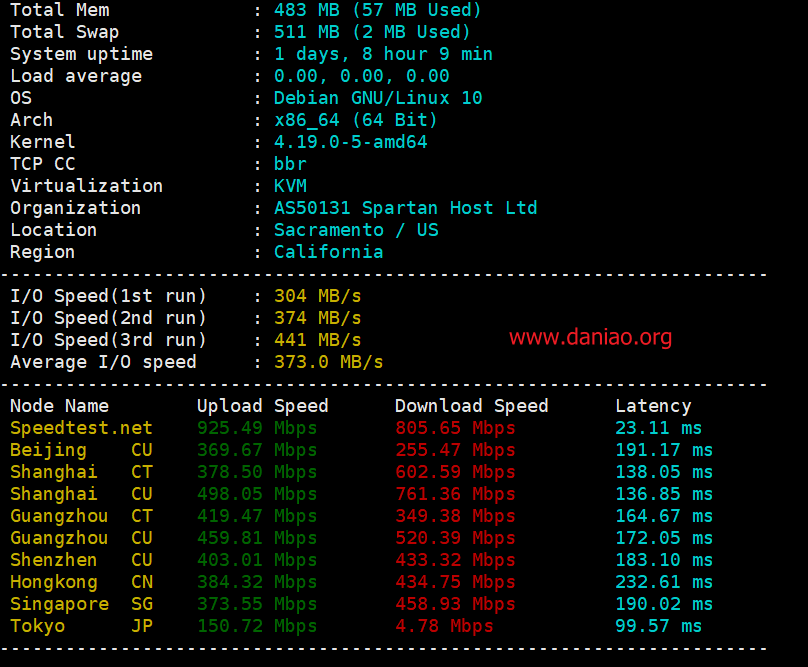 Total Mem : 483 MB (57 MB Used)
Total Swap : 511 MB (2 MB Used)
System uptime : 1 days, 8 hour 9 min
Load average : 0.00, 0.00, 0.00
OS : Debian GNU/Linux 10
Arch : x86_64 (64 Bit)
Kernel : 4.19.0-5-amd64
TCP CC : bbr
Virtualization : KVM
Organization : AS50131 Spartan Host Ltd
Location : Sacramento / US
Region : California
----------------------------------------------------------------------
I/O Speed(1st run) : 304 MB/s
I/O Speed(2nd run) : 374 MB/s
I/O Speed(3rd run) : 441 MB/s
www.daniao.org
Average I/O speed : 373.0 MB/s
----------------------------------------------------------------------
Node Name Upload Speed Download Speed Latency
Speedtest.net 925.49 Mbps 805.65 Mbps 23.11 ms
Beijing CU 369.67 Mbps 255.47 Mbps 191.17 ms
Shanghai CT 378.50 Mbps 602.59 Mbps 138.05 ms
Shanghai CU 498.05 Mbps 761.36 Mbps 136.85 ms
Guangzhou CT 419.47 Mbps 349.38 Mbps 164.67 ms
Guangzhou CU 459.81 Mbps 520.39 Mbps 172.05 ms
Shenzhen CU 403.01 Mbps 433.32 Mbps 183.10 ms
Hongkong CN 384.32 Mbps 434.75 Mbps 232.61 ms
Singapore SG 373.55 Mbps 458.93 Mbps 190.02 ms
Tokyo JP 150.72 Mbps 4.78 Mbps 99.57 ms
----------------------------------------------------------------------